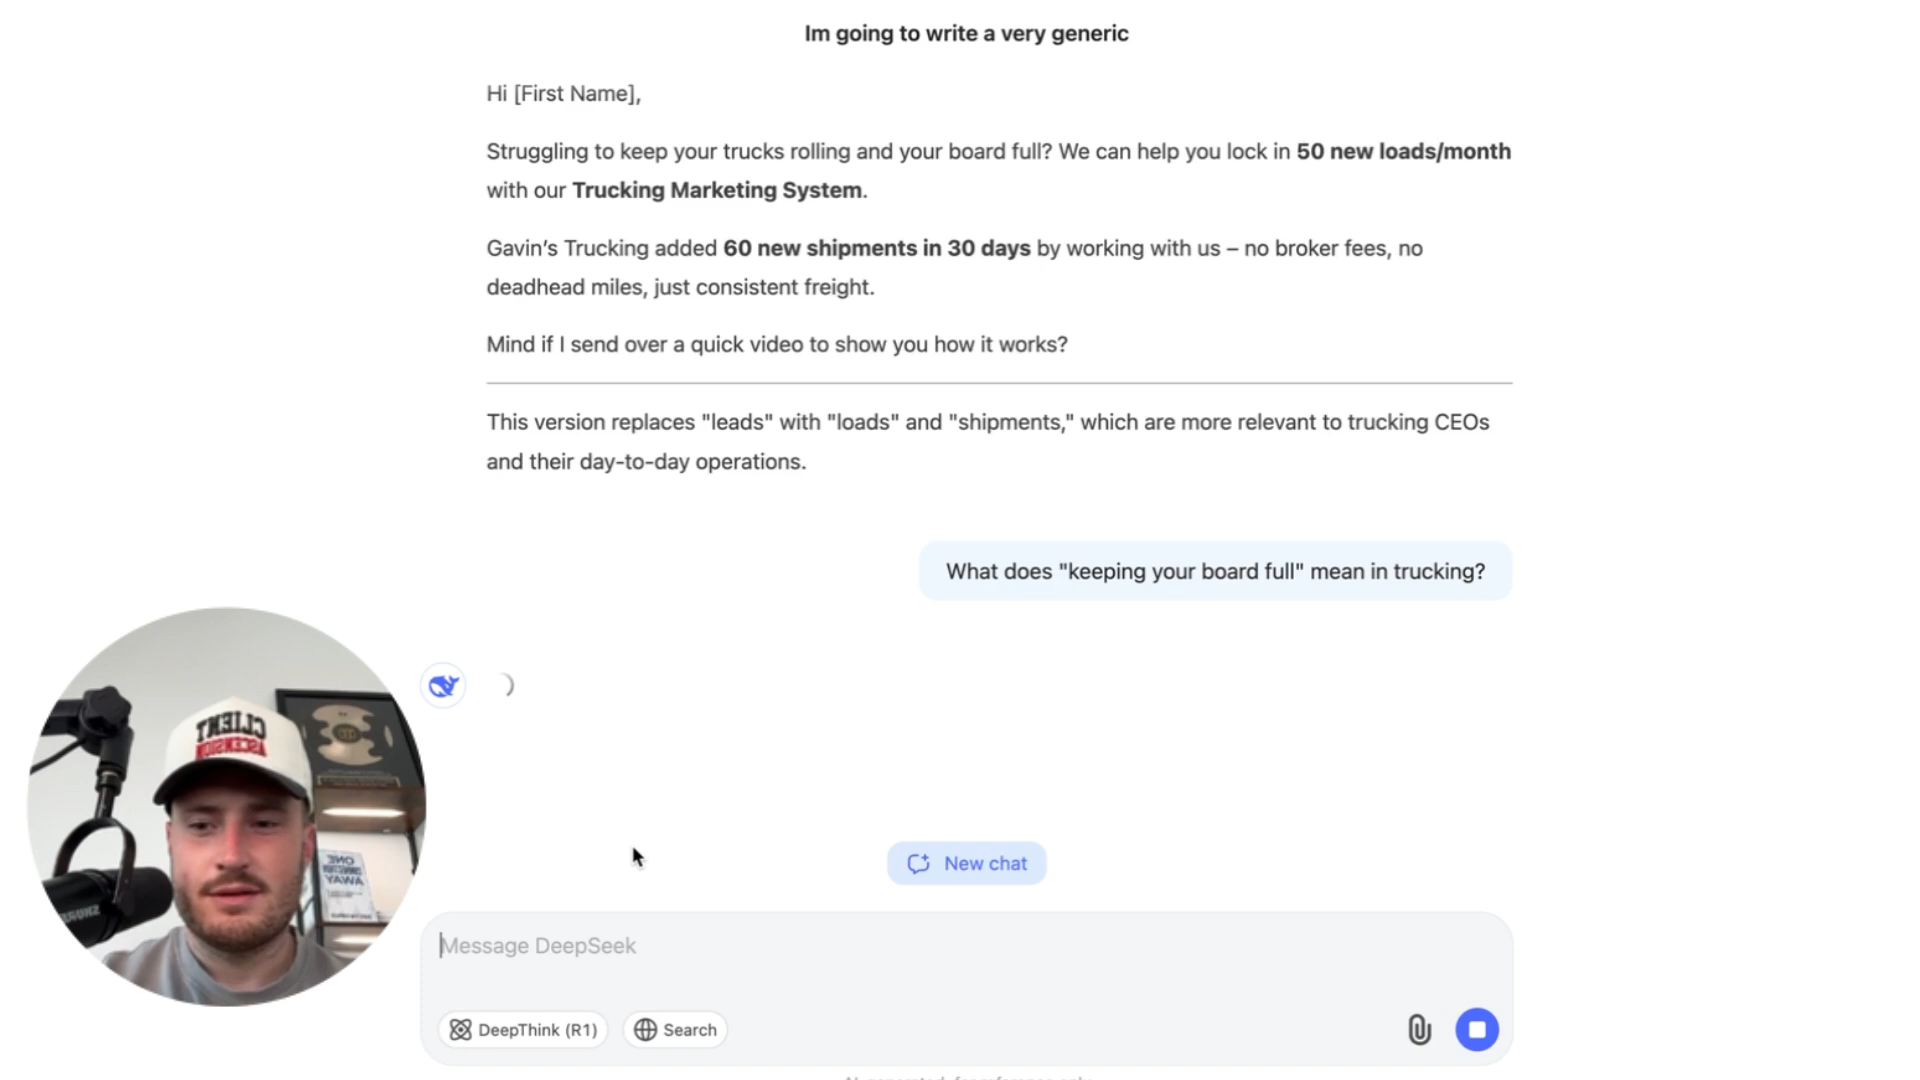 Im going to write a very generic
Hi [First Name],
Struggling to keep your trucks rolling and your board full? We can help you lock in 50 new loads/month
with our Trucking Marketing System.
Gavin’s Trucking added 60 new shipments in 30 days by working with us – no broker fees, no
deadhead miles, just consistent freight.
Mind if I send over a quick video to show you how it works?
This version replaces "leads" with "loads" and "shipments," which are more relevant to trucking CEOs
and their day-to-day operations.
What does "keeping your board full" mean in trucking?
CLIENT
ASCENSION
ONE
AWAY
New chat
Message DeepSeek
DeepThink (R1)
Search